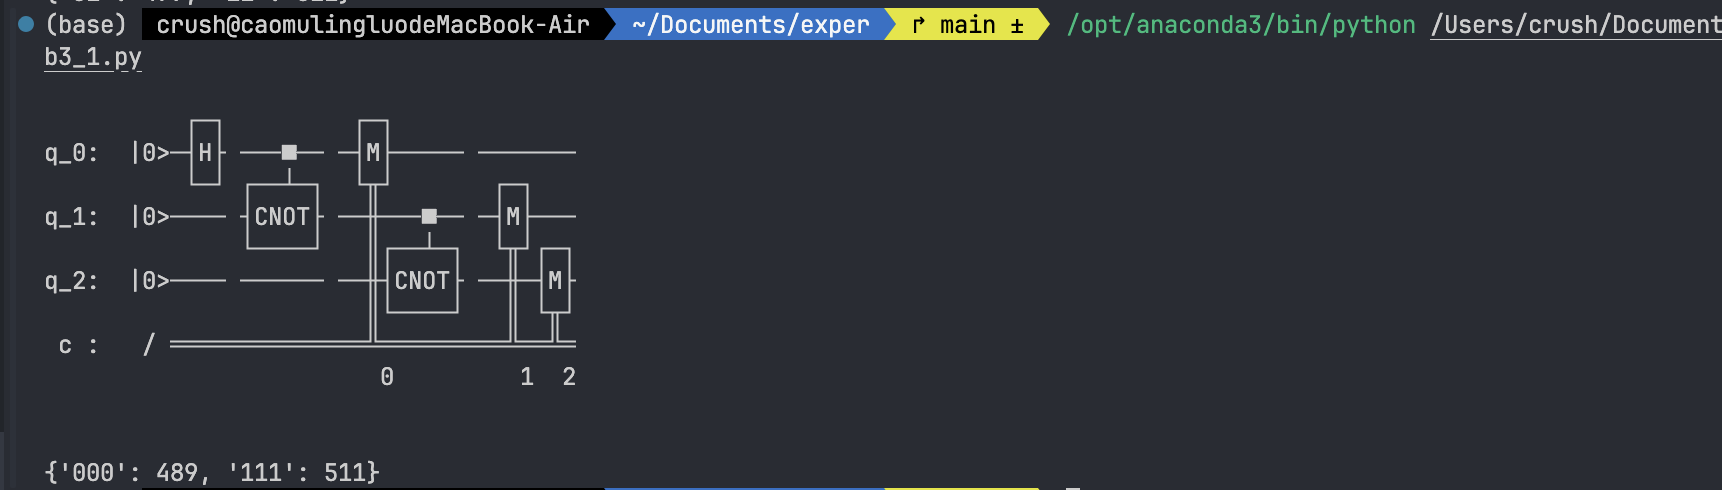 (base) crush@caomulingluodeMacBook-Air ~/Documents/exper main ± /opt/anaconda3/bin/python /Users/crush/Document
b3_1.py
H M
q_0: |0>
CNOT M
q_1: |0>
CNOT M
q_2: |0>
c : /
0 1 2
{'000': 489, '111': 511}